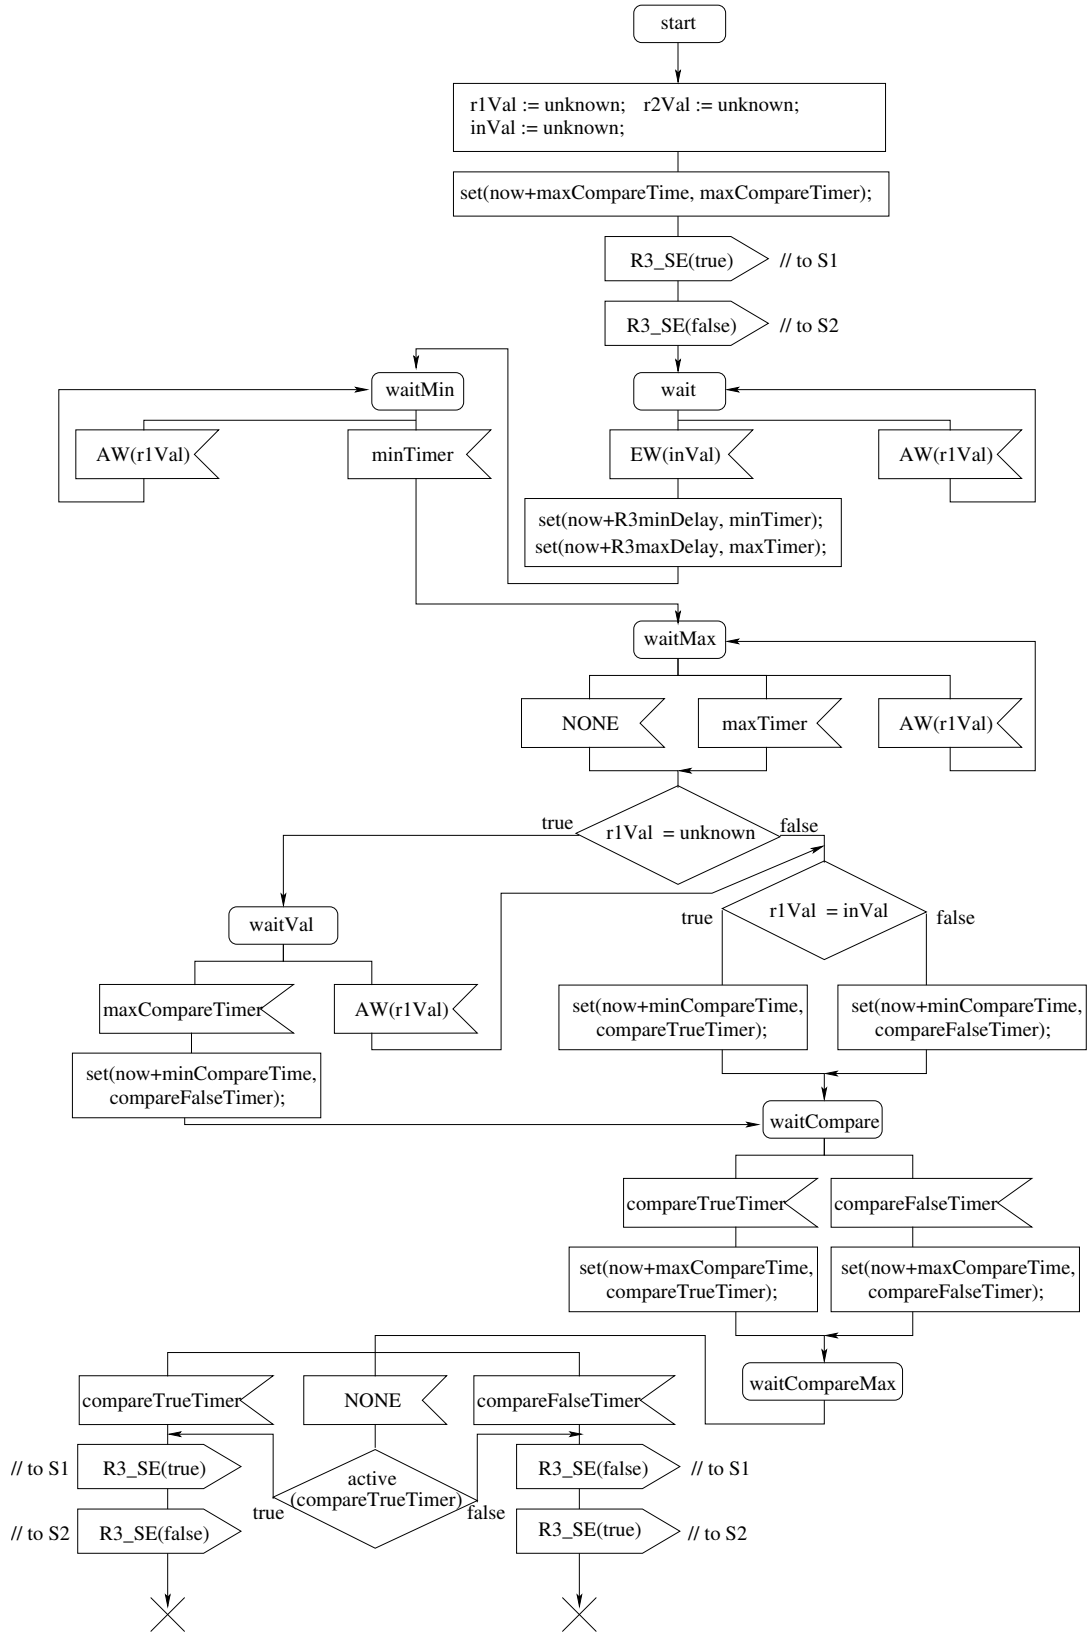 start
r1Val := unknown; r2Val := unknown;
inVal := unknown;
set(now+maxCompareTime, maxCompareTimer);
R3_SE(true) // to S1
R3_SE(false) // to S2
waitMin
wait
AW(r1Val)
minTimer
EW(inVal)
AW(r1Val)
set(now+R3minDelay, minTimer);
set(now+R3maxDelay, maxTimer);
waitMax
NONE
maxTimer
AW(r1Val)
true
r1Val = unknown
false
waitVal
true
r1Val = inVal
false
maxCompareTimer
AW(r1Val)
set(now+minCompareTime,
compareTrueTimer);
set(now+minCompareTime,
compareFalseTimer);
set(now+minCompareTime,
compareFalseTimer);
waitCompare
compareTrueTimer
compareFalseTimer
set(now+maxCompareTime,
compareTrueTimer);
set(now+maxCompareTime,
compareFalseTimer);
waitCompareMax
compareTrueTimer
NONE
compareFalseTimer
// to S1 R3_SE(true)
active
(compareTrueTimer)
true
false
R3_SE(false) // to S1
// to S2 R3_SE(false)
R3_SE(true) // to S2